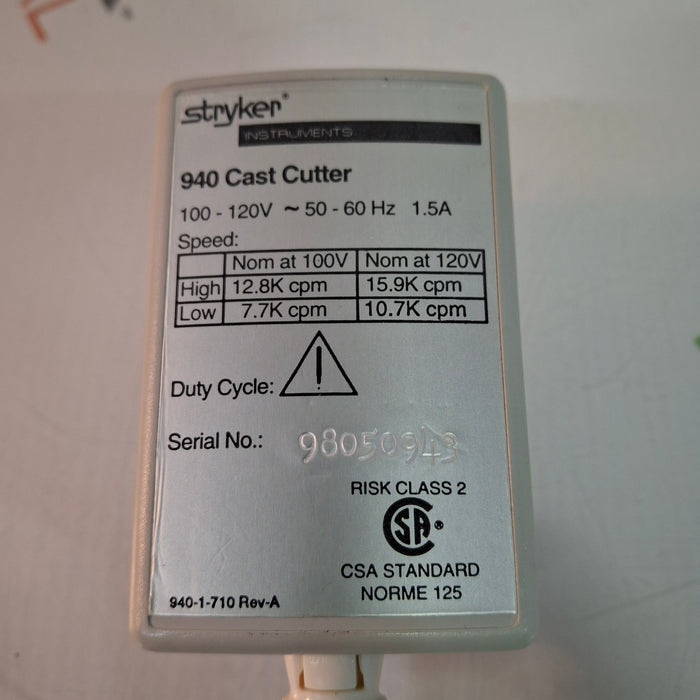 stryker®
INSTRUMENTS
940 Cast Cutter
100 - 120V ~ 50 - 60 Hz 1.5A
Speed:
Nom at 100V Nom at 120V
High 12.8K cpm 15.9K cpm
Low 7.7K cpm 10.7K cpm
Duty Cycle: !
Serial No.: 98050943
RISK CLASS 2
CSA ®
CSA STANDARD
NORME 125
940-1-710 Rev-A